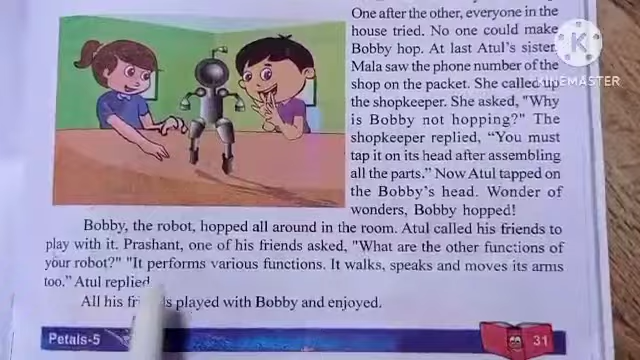 One after the other, everyone in the
house tried. No one could make
Bobby hop. At last Atul's sister
Mala saw the phone number of the
shop on the packet. She called up
the shopkeeper. She asked, "Why
is Bobby not hopping?" The
shopkeeper replied, "You must
tap it on its head after assembling
all the parts." Now Atul tapped on
the Bobby's head. Wonder of
wonders, Bobby hopped!
Bobby, the robot, hopped all around in the room. Atul called his friends to
play with it. Prashant, one of his friends asked, "What are the other functions of
your robot?" "It performs various functions. It walks, speaks and moves its arms
too." Atul replied.
All his friends played with Bobby and enjoyed.
Petals-5
31
KINEMASTER